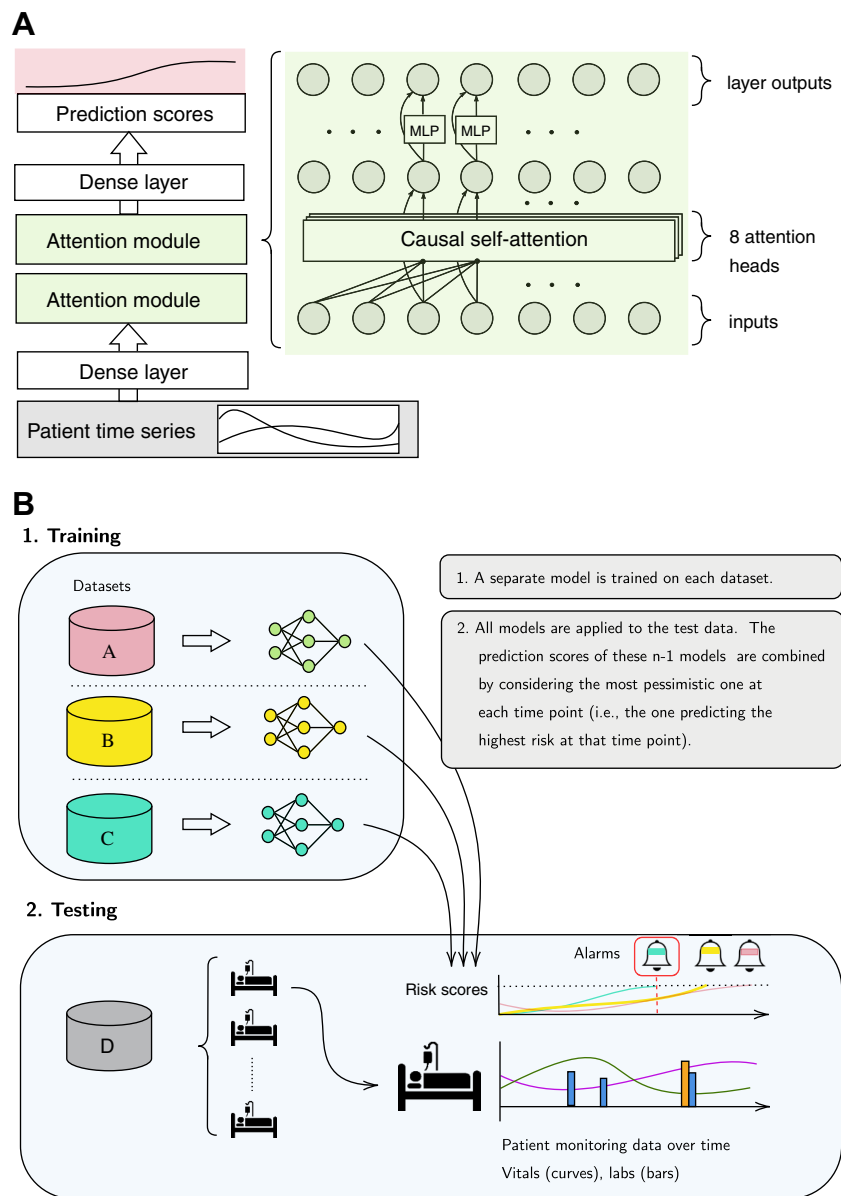 A
Prediction scores
Dense layer
Attention module
Attention module
Dense layer
Patient time series
layer outputs
MLP
MLP
Causal self-attention
8 attention
heads
inputs
B
1. Training
Datasets
A
B
C
1. A separate model is trained on each dataset.
2. All models are applied to the test data. The
prediction scores of these n-1 models are combined
by considering the most pessimistic one at
each time point (i.e., the one predicting the
highest risk at that time point).
2. Testing
D
Alarms
Risk scores
Patient monitoring data over time
Vitals (curves), labs (bars)